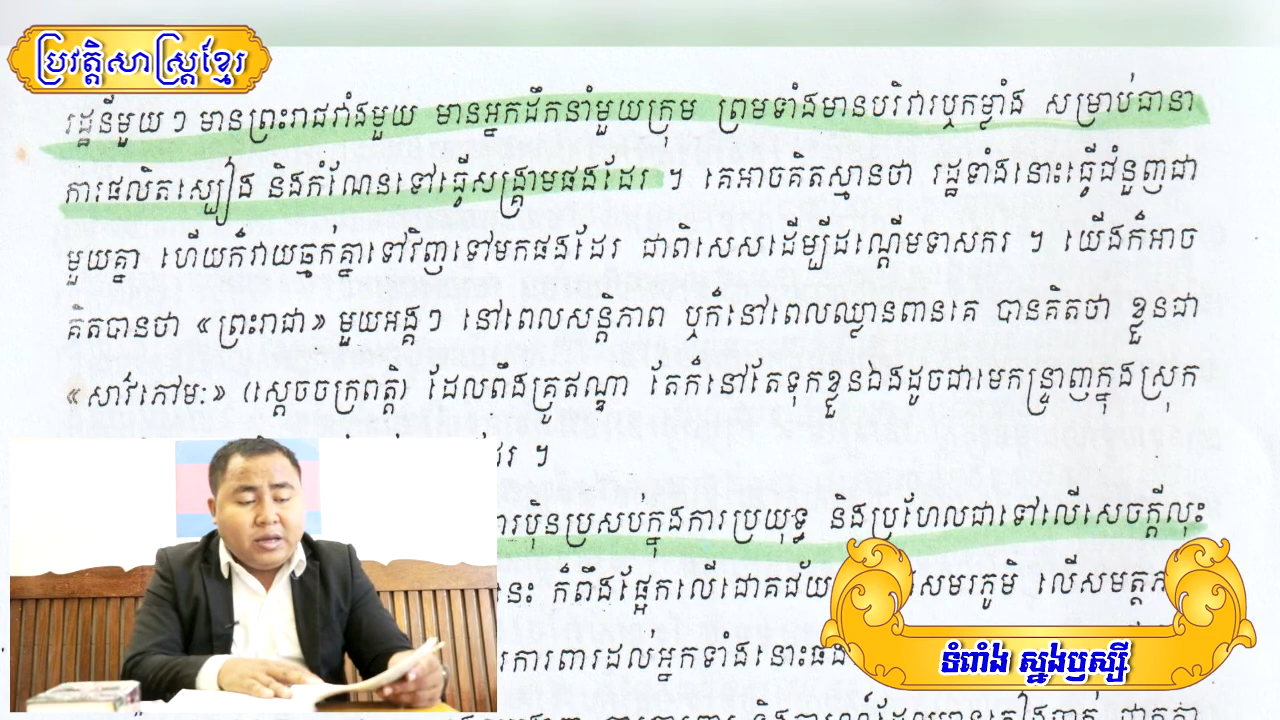 ប្រវត្តិសាស្ត្រខ្មែរ
រដ្ឋនីមួយៗ មានព្រះរាជវាំងមួយ មានអ្នកដឹកនាំមួយក្រុម ព្រមទាំងមានបរិវារឬកម្លាំង សម្រាប់ធានា
ការផលិតស្បៀង និងកំណែនទៅធ្វើសង្គ្រាមផងដែរ ។ គេអាចគិតស្មានថា រដ្ឋទាំងនោះធ្វើជំនួញជា
មួយគ្នា ហើយក៏វាយឆ្មក់គ្នាទៅវិញទៅមកផងដែរ ជាពិសេសដើម្បីដណ្ដើមទាសករ ។ យើងក៏អាច
គិតបានថា «ព្រះរាជា» មួយអង្គៗ នៅពេលសន្តិភាព ឬក៏នៅពេលឈ្លានពានគេ បានគិតថា ខ្លួនជា
«សាវ៌ភៅមៈ» (ស្ដេចចក្រពត្តិ) ដែលពឹងគ្រូឥណ្ឌា តែក៏នៅតែទុកខ្លួនឯងដូចជាមេកន្ទ្រាញក្នុងស្រុក
ដែរ ។
ការប៉ិនប្រសប់ក្នុងការប្រយុទ្ធ និងប្រហែលជាទៅលើសេចក្ដីលុះ
នេះ ក៏ពឹងផ្អែកលើជោគជ័យ សមរភូមិ លើសមត្ថភ
ការពារដល់អ្នកទាំងនោះផង
ទំពាំង ស្នងឫស្សី